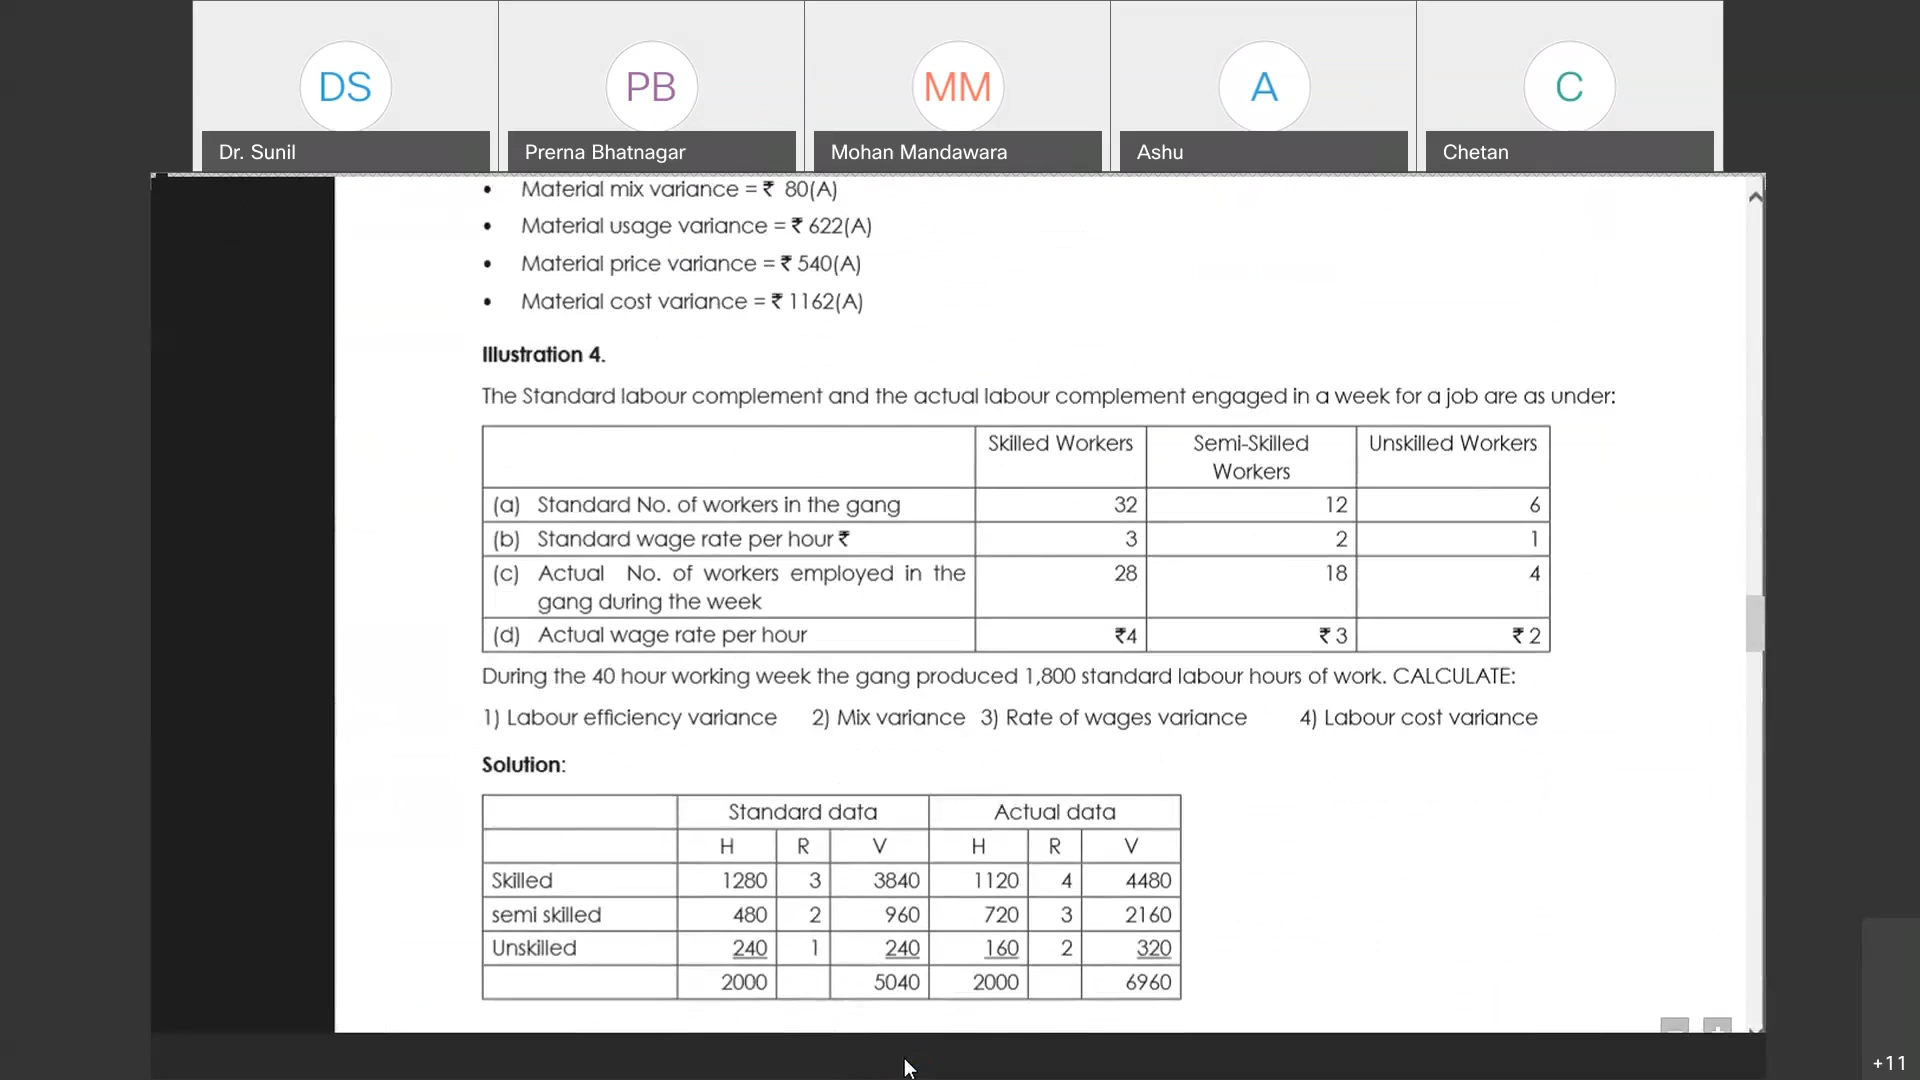 DS
PB
MM
A
C
Dr. Sunil
Prerna Bhatnagar
Mohan Mandawara
Ashu
Chetan
• Material mix variance = ₹ 80(A)
• Material usage variance = ₹ 622(A)
• Material price variance = ₹ 540(A)
• Material cost variance = ₹ 1162(A)
Illustration 4.
The Standard labour complement and the actual labour complement engaged in a week for a job are as under:
Skilled Workers Semi-Skilled Unskilled Workers
Workers
(a) Standard No. of workers in the gang 32 12 6
(b) Standard wage rate per hour ₹ 3 2 1
(c) Actual No. of workers employed in the 28 18 4
gang during the week
(d) Actual wage rate per hour ₹4 ₹ 3 ₹ 2
During the 40 hour working week the gang produced 1,800 standard labour hours of work. CALCULATE:
1) Labour efficiency variance 2) Mix variance 3) Rate of wages variance 4) Labour cost variance
Solution:
Standard data Actual data
H R V H R V
Skilled 1280 3 3840 1120 4 4480
semi skilled 480 2 960 720 3 2160
Unskilled 240 1 240 160 2 320
2000 5040 2000 6960
+11